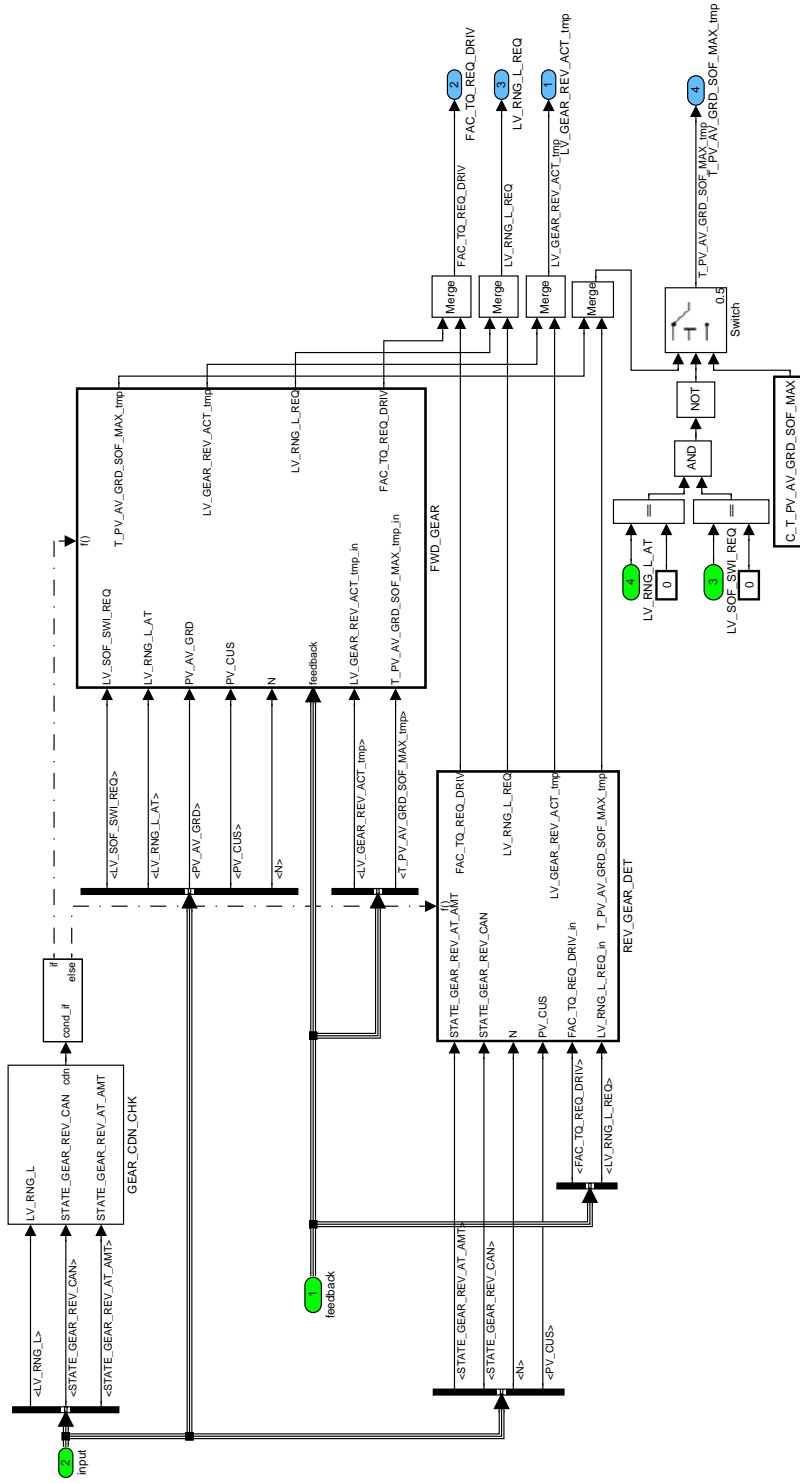 2
input
<LV_RNG_L>
<STATE_GEAR_REV_CAN>
<STATE_GEAR_REV_AT_AMT>
LV_RNG_L
STATE_GEAR_REV_CAN
cdn
STATE_GEAR_REV_AT_AMT
GEAR_CDN_CHK
cond_if
if
else
<LV_SOF_SWI_REQ>
<LV_RNG_L_AT>
<PV_AV_GRD>
<PV_CUS>
<N>
<LV_GEAR_REV_ACT_tmp>
<T_PV_AV_GRD_SOF_MAX_tmp>
f()
LV_SOF_SWI_REQ
LV_RNG_L_AT
PV_AV_GRD
PV_CUS
N
feedback
LV_GEAR_REV_ACT_tmp_in
T_PV_AV_GRD_SOF_MAX_tmp_in
T_PV_AV_GRD_SOF_MAX_tmp
LV_GEAR_REV_ACT_tmp
LV_RNG_L_REQ
FAC_TQ_REQ_DRIV
FWD_GEAR
1
feedback
<STATE_GEAR_REV_AT_AMT>
<STATE_GEAR_REV_CAN>
<N>
<PV_CUS>
<FAC_TQ_REQ_DRIV>
<LV_RNG_L_REQ>
f()
STATE_GEAR_REV_AT_AMT
STATE_GEAR_REV_CAN
N
PV_CUS
FAC_TQ_REQ_DRIV_in
LV_RNG_L_REQ_in
FAC_TQ_REQ_DRIV
LV_RNG_L_REQ
LV_GEAR_REV_ACT_tmp
T_PV_AV_GRD_SOF_MAX_tmp
REV_GEAR_DET
Merge
Merge
Merge
Merge
FAC_TQ_REQ_DRIV
2
FAC_TQ_REQ_DRIV
LV_RNG_L_REQ
3
LV_RNG_L_REQ
LV_GEAR_REV_ACT_tmp
1
LV_GEAR_REV_ACT_tmp
4
LV_RNG_L_AT
0
3
LV_SOF_SWI_REQ
0
==
==
AND
NOT
C_T_PV_AV_GRD_SOF_MAX
0.5
Switch
T_PV_AV_GRD_SOF_MAX_tmp
4
T_PV_AV_GRD_SOF_MAX_tmp